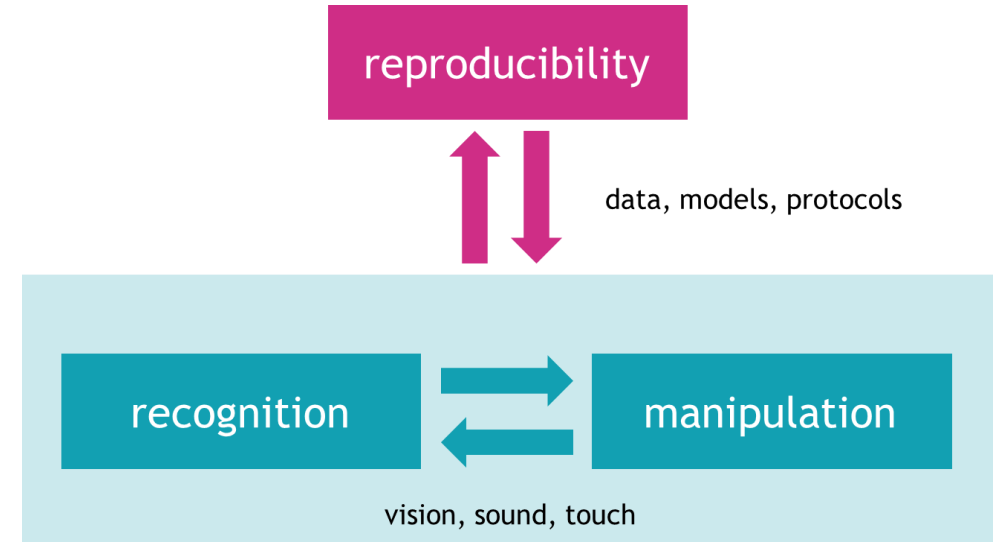 reproducibility
data, models, protocols
recognition
manipulation
vision, sound, touch